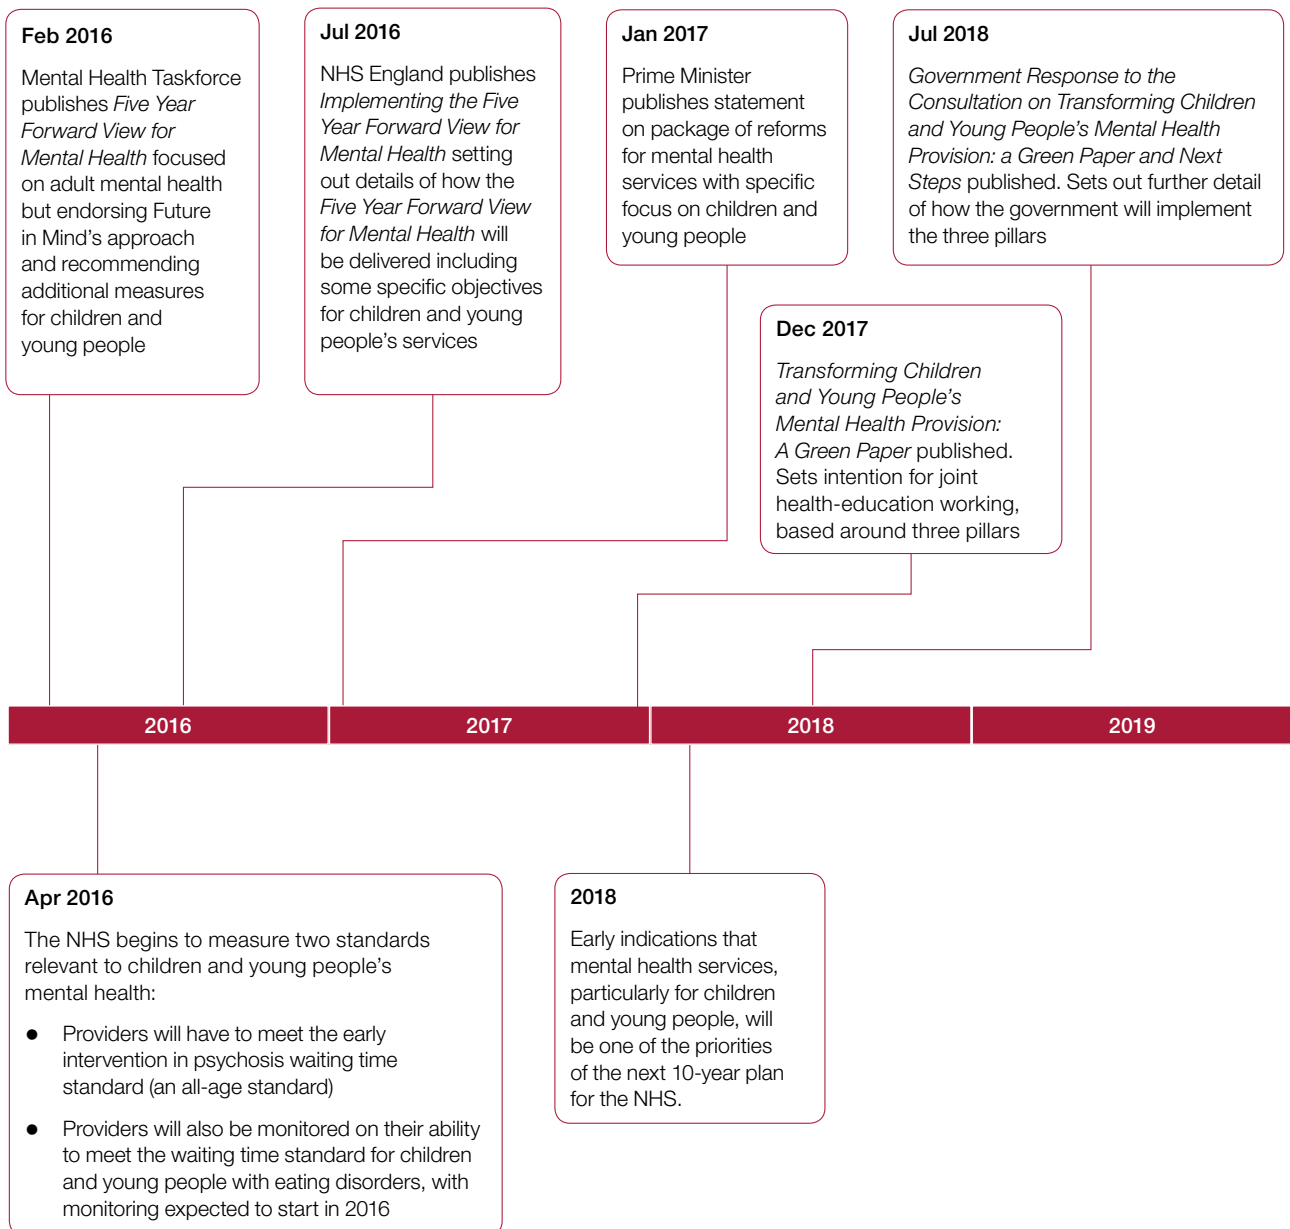 Feb 2016
Mental Health Taskforce
publishes Five Year
Forward View for
Mental Health focused
on adult mental health
but endorsing Future
in Mind’s approach
and recommending
additional measures
for children and
young people
Jul 2016
NHS England publishes
Implementing the Five
Year Forward View for
Mental Health setting
out details of how the
Five Year Forward View
for Mental Health will
be delivered including
some specific objectives
for children and young
people’s services
Jan 2017
Prime Minister
publishes statement
on package of reforms
for mental health
services with specific
focus on children and
young people
Jul 2018
Government Response to the
Consultation on Transforming Children
and Young People’s Mental Health
Provision: a Green Paper and Next
Steps published. Sets out further detail
of how the government will implement
the three pillars
Dec 2017
Transforming Children
and Young People’s
Mental Health Provision:
A Green Paper published.
Sets intention for joint
health-education working,
based around three pillars
2016
2017
2018
2019
Apr 2016
The NHS begins to measure two standards
relevant to children and young people’s
mental health:
● Providers will have to meet the early
intervention in psychosis waiting time
standard (an all-age standard)
● Providers will also be monitored on their ability
to meet the waiting time standard for children
and young people with eating disorders, with
monitoring expected to start in 2016
2018
Early indications that
mental health services,
particularly for children
and young people, will
be one of the priorities
of the next 10-year plan
for the NHS.